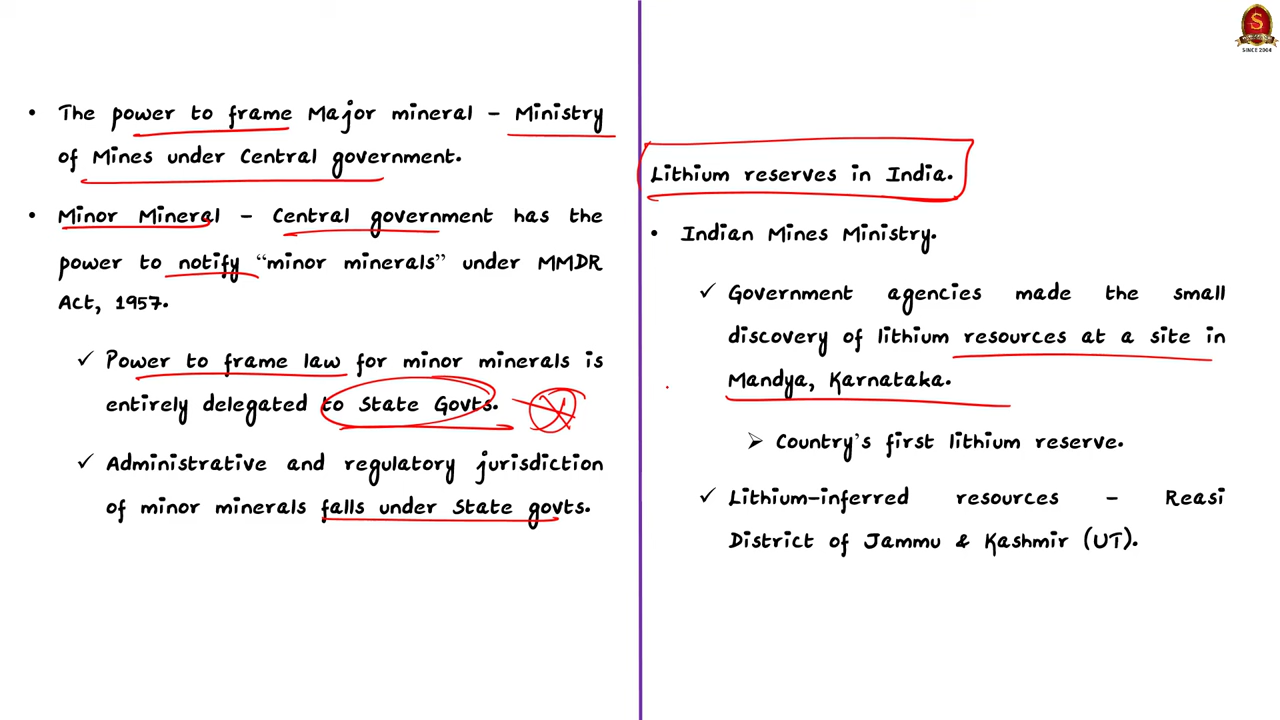 • The power to frame Major mineral – Ministry
of Mines under Central government.
• Minor Mineral - Central government has the
power to notify “minor minerals” under MMDR
Act, 1957.
✓ Power to frame law for minor minerals is
entirely delegated to State Govts.
✓ Administrative and regulatory jurisdiction
of minor minerals falls under State govts.
Lithium reserves in India.
• Indian Mines Ministry.
✓ Government agencies made the small
discovery of lithium resources at a site in
Mandya, Karnataka.
➢ Country’s first lithium reserve.
✓ Lithium-inferred resources – Reasi
District of Jammu & Kashmir (UT).
S
SINCE 2004